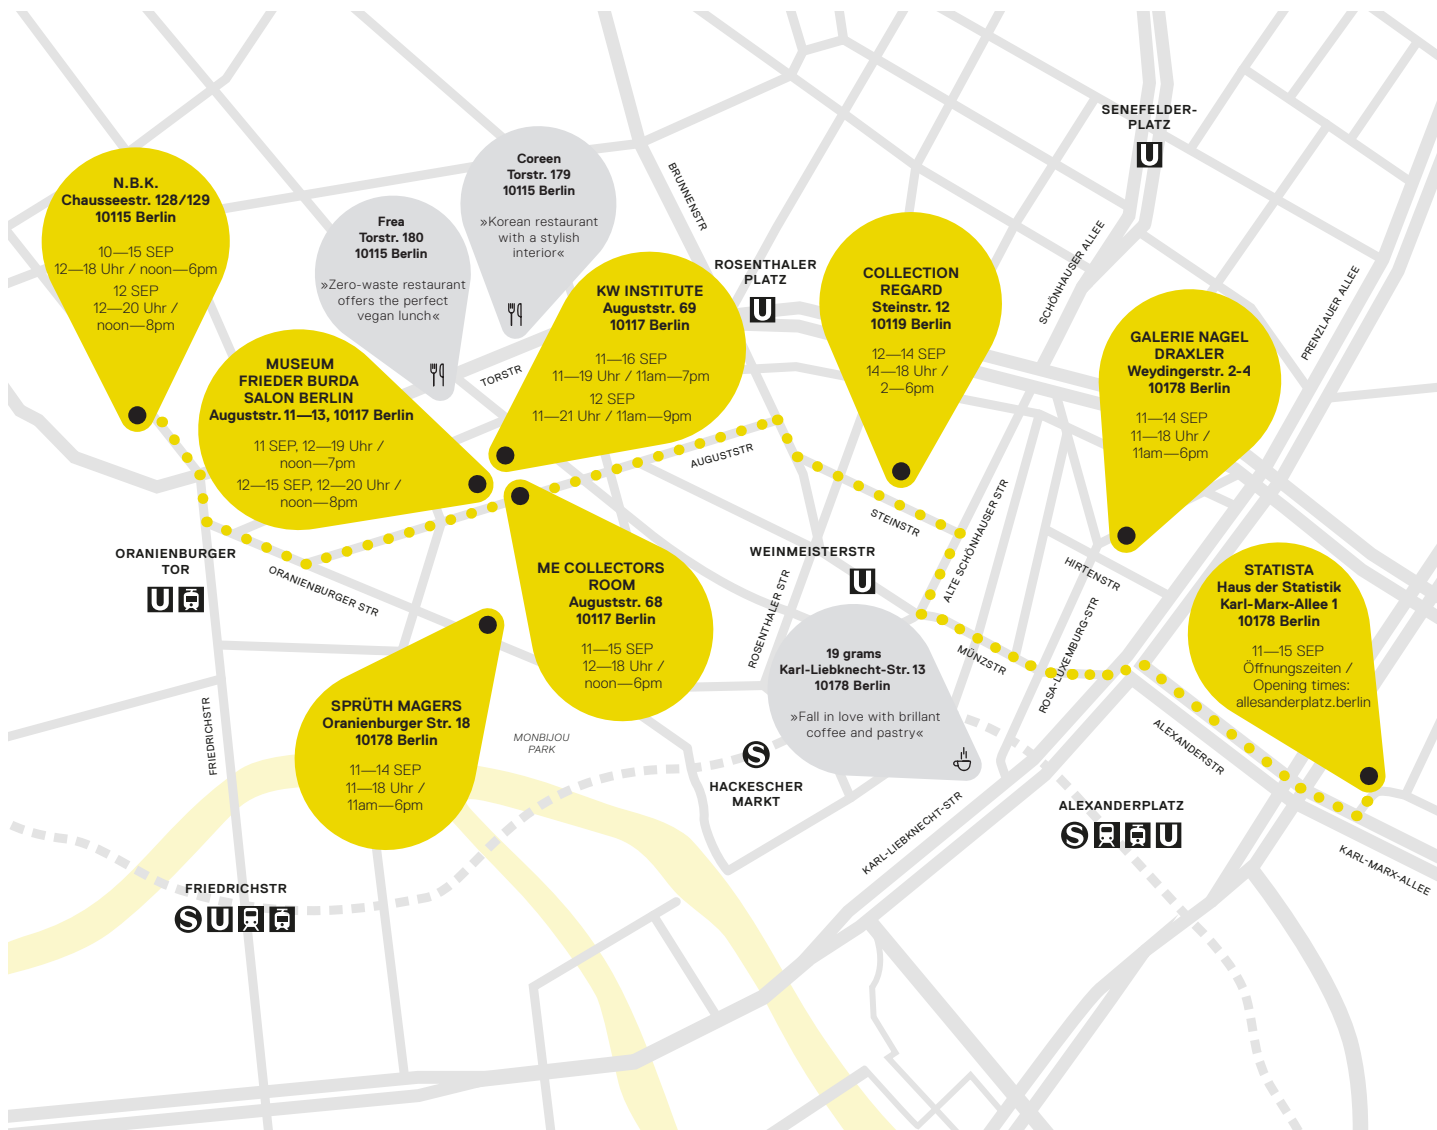 SENEFELDER-
PLATZ
U
N.B.K.
Chausseestr. 128/129
10115 Berlin
10—15 SEP
12—18 Uhr / noon—6pm
12 SEP
12—20 Uhr /
noon—8pm
Coreen
Torstr. 179
10115 Berlin
»Korean restaurant
with a stylish
interior«
Frea
Torstr. 180
10115 Berlin
»Zero-waste restaurant
offers the perfect
vegan lunch«
BRUNNENSTR
ROSENTHALER
PLATZ
U
SCHÖNHAUSER ALLEE
PRENZLAUER ALLEE
KW INSTITUTE
Auguststr. 69
10117 Berlin
11—16 SEP
11—19 Uhr / 11am—7pm
12 SEP
11—21 Uhr / 11am—9pm
COLLECTION
REGARD
Steinstr. 12
10119 Berlin
12—14 SEP
14—18 Uhr /
2—6pm
GALERIE NAGEL
DRAXLER
Weydingerstr. 2-4
10178 Berlin
11—14 SEP
11—18 Uhr /
11am—6pm
MUSEUM
FRIEDER BURDA
SALON BERLIN
Auguststr. 11—13, 10117 Berlin
11 SEP, 12—19 Uhr /
noon—7pm
12—15 SEP, 12—20 Uhr /
noon—8pm
TORSTR
AUGUSTSTR
STEINSTR
ALTE SCHÖNHAUSER STR
ORANIENBURGER
TOR
U
ORANIENBURGER STR
WEINMEISTERSTR
U
HIRTENSTR
ROSENTHALER STR
ROSA-LUXEMBURG-STR
ME COLLECTORS
ROOM
Auguststr. 68
10117 Berlin
11—15 SEP
12—18 Uhr /
noon—6pm
STATISTA
Haus der Statistik
Karl-Marx-Allee 1
10178 Berlin
11—15 SEP
Öffnungszeiten /
Opening times:
allesanderplatz.berlin
19 grams
Karl-Liebknecht-Str. 13
10178 Berlin
»Fall in love with brillant
coffee and pastry«
MÜNZSTR
SPRÜTH MAGERS
Oranienburger Str. 18
10178 Berlin
11—14 SEP
11—18 Uhr /
11am—6pm
FRIEDRICHSTR
MONBIJOU
PARK
S
HACKESCHER
MARKT
ALEXANDERSTR
KARL-LIEBKNECHT-STR
ALEXANDERPLATZ
S U
KARL-MARX-ALLEE
FRIEDRICHSTR
S U